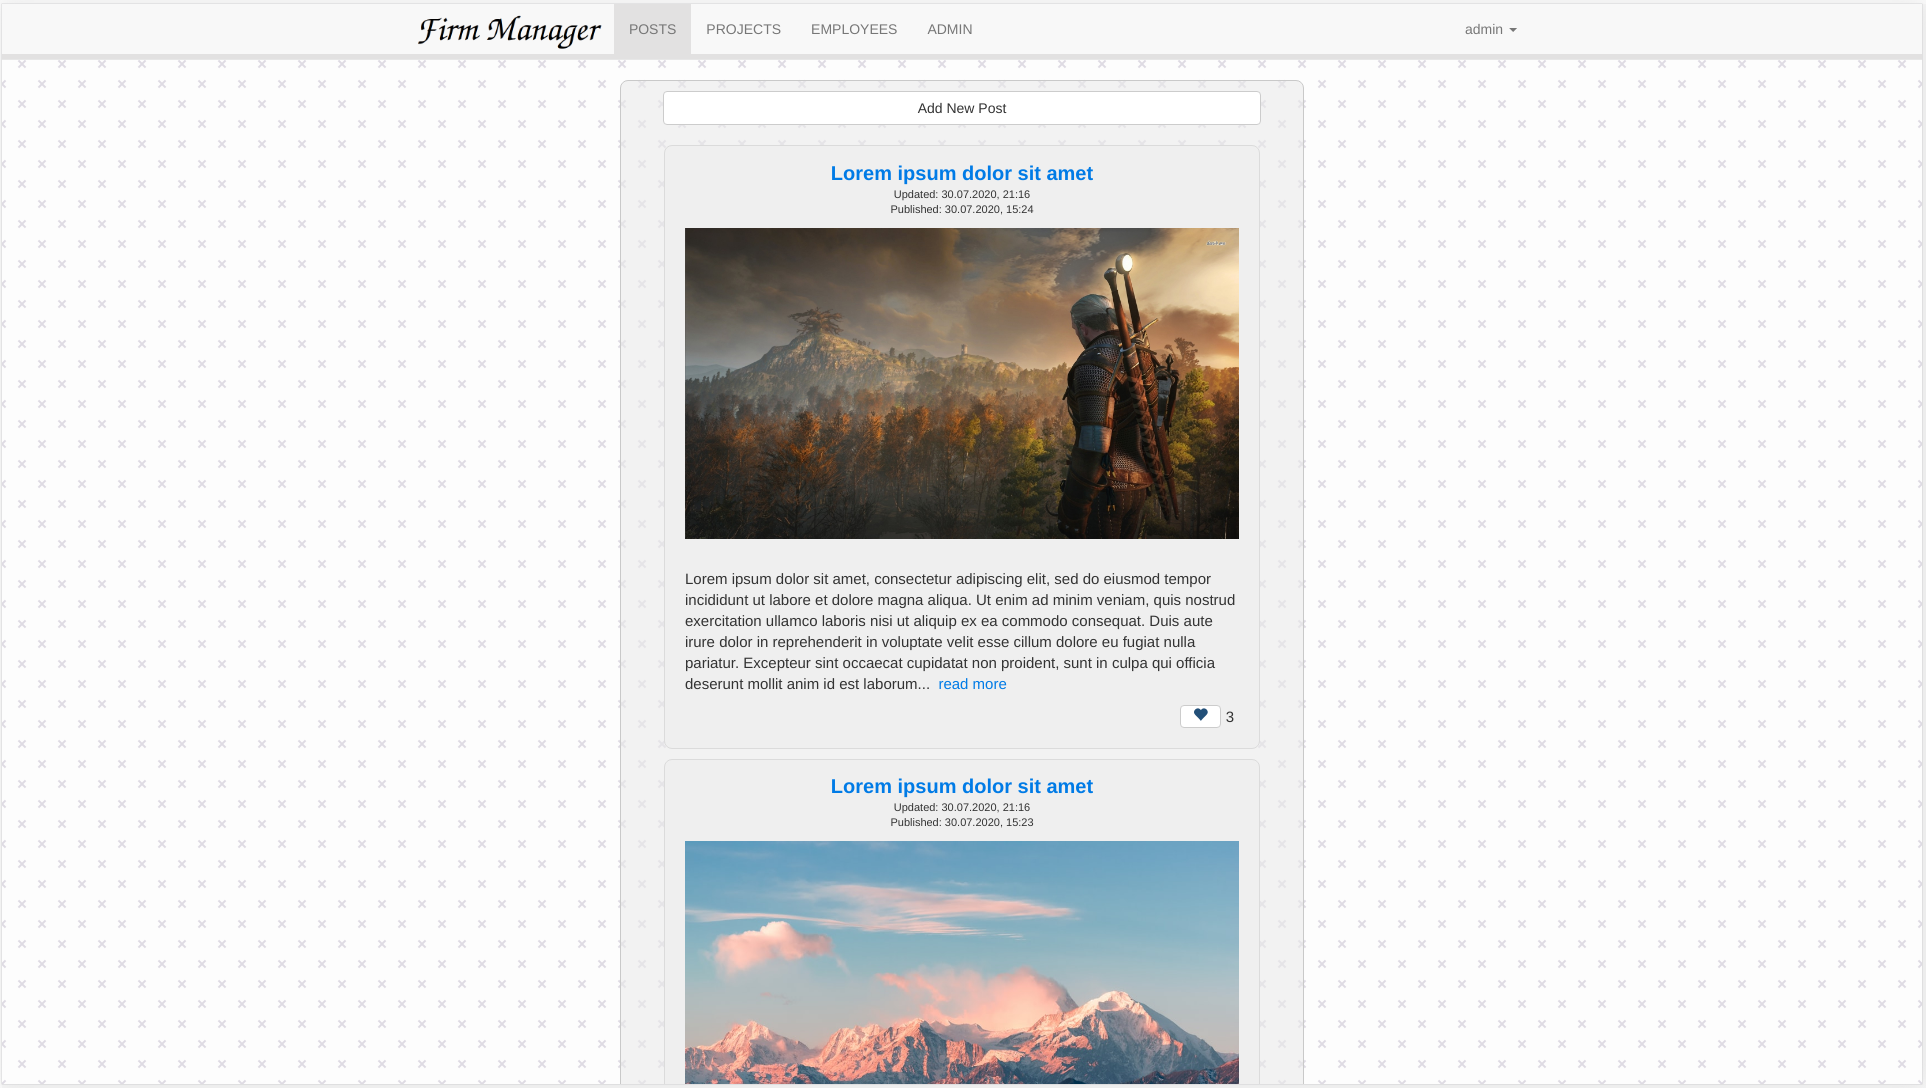 Firm Manager
POSTS
PROJECTS
EMPLOYEES
ADMIN
admin
Add New Post
Lorem ipsum dolor sit amet
Updated: 30.07.2020, 21:16
Published: 30.07.2020, 15:24
Lorem ipsum dolor sit amet, consectetur adipiscing elit, sed do eiusmod tempor
incididunt ut labore et dolore magna aliqua. Ut enim ad minim veniam, quis nostrud
exercitation ullamco laboris nisi ut aliquip ex ea commodo consequat. Duis aute
irure dolor in reprehenderit in voluptate velit esse cillum dolore eu fugiat nulla
pariatur. Excepteur sint occaecat cupidatat non proident, sunt in culpa qui officia
deserunt mollit anim id est laborum... read more
3
Lorem ipsum dolor sit amet
Updated: 30.07.2020, 21:16
Published: 30.07.2020, 15:23